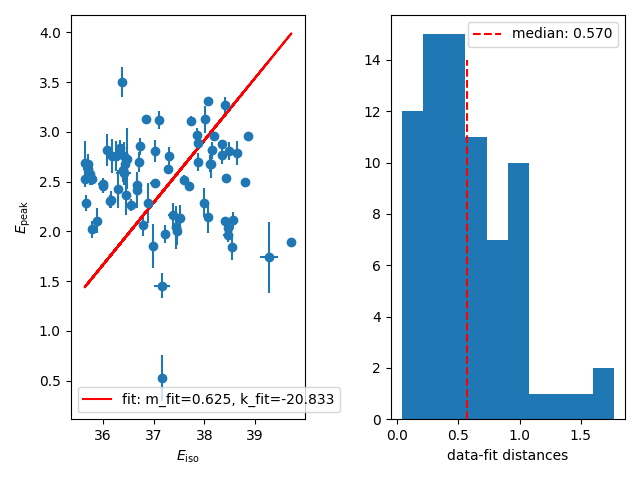 4.0
3.5
3.0
2.5
2.0
1.5
1.0
0.5
E_peak
36 37 38 39
E_iso
fit: m_fit=0.625, k_fit=-20.833
median: 0.570
14
12
10
8
6
4
2
0
0.0 0.5 1.0 1.5
data-fit distances